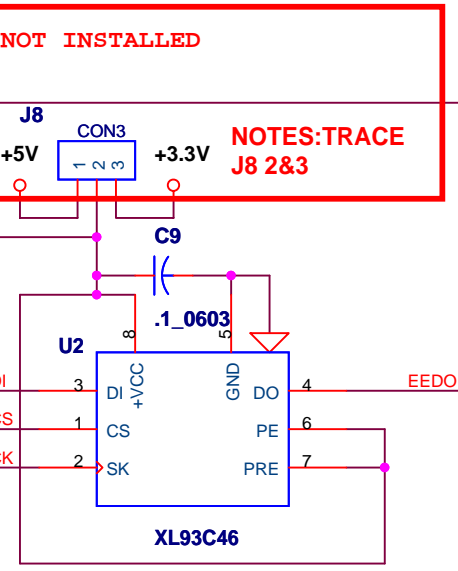 NOT INSTALLED
J8
CON3
+5V
1
2
3
+3.3V
NOTES:TRACE
J8 2&3
C9
.1_0603
U2
8
5
+VCC
GND
3
DI
DO
4
EEDO
1
CS
PE
6
2
SK
PRE
7
XL93C46